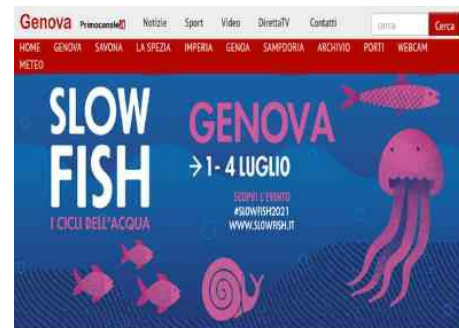 Genova Primocanale.it Notizie Sport Video DirettaTV Contatti cerca Cerca
HOME GENOVA SAVONA LA SPEZIA IMPERIA GENOA SAMPDORIA ARCHIVIO PORTI WEBCAM
METEO
SLOW
FISH
I CICLI DELL'ACQUA
GENOVA
→1- 4 LUGLIO
SCOPRI L'EVENTO
#SLOWFISH2021
WWW.SLOWFISH.IT